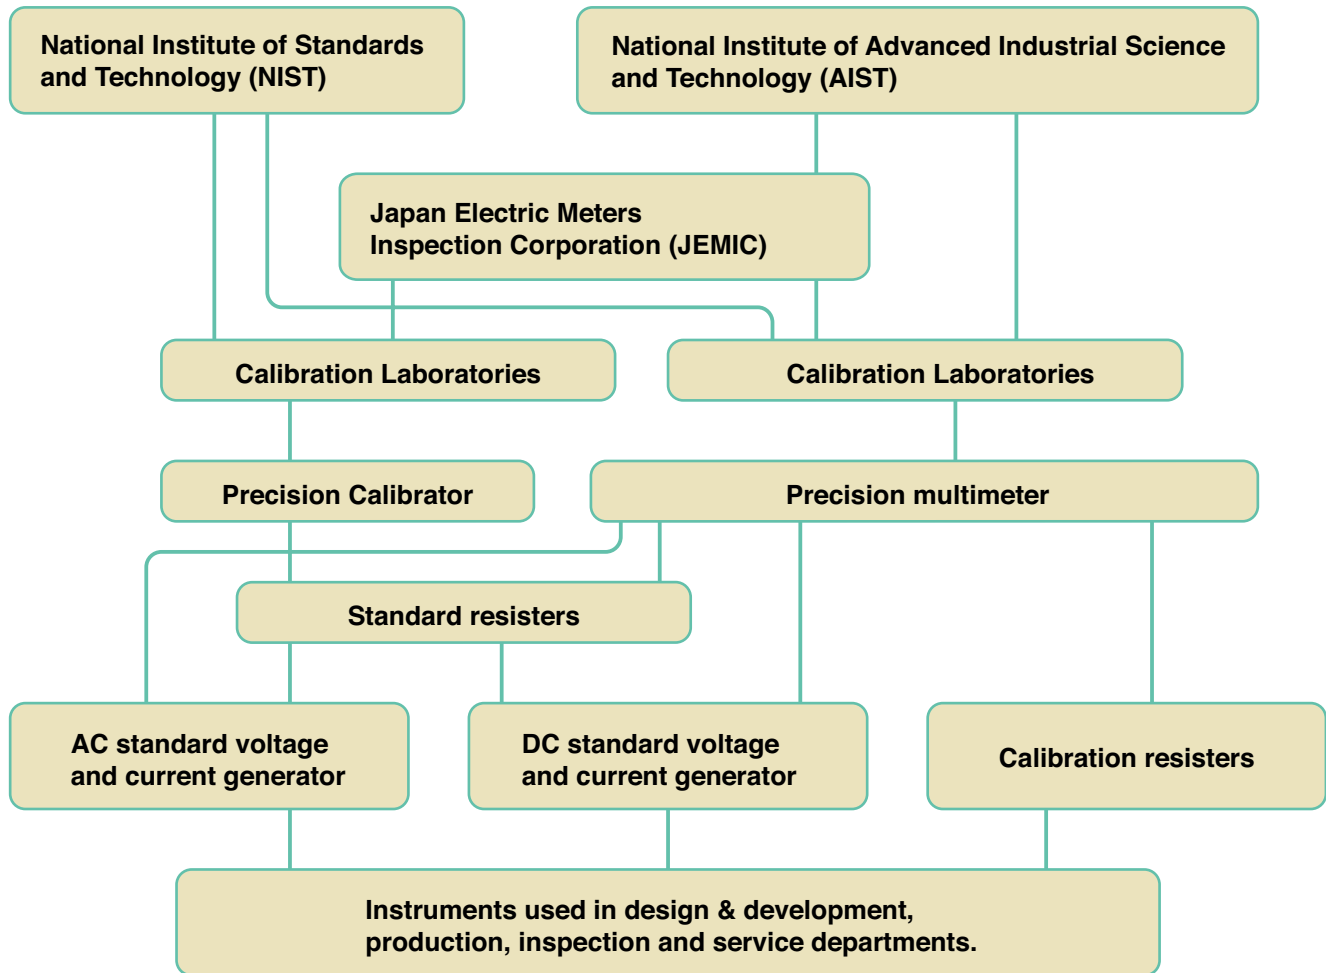 National Institute of Standards
and Technology (NIST)
National Institute of Advanced Industrial Science
and Technology (AIST)
Japan Electric Meters
Inspection Corporation (JEMIC)
Calibration Laboratories
Calibration Laboratories
Precision Calibrator
Precision multimeter
Standard resisters
AC standard voltage
and current generator
DC standard voltage
and current generator
Calibration resisters
Instruments used in design & development,
production, inspection and service departments.